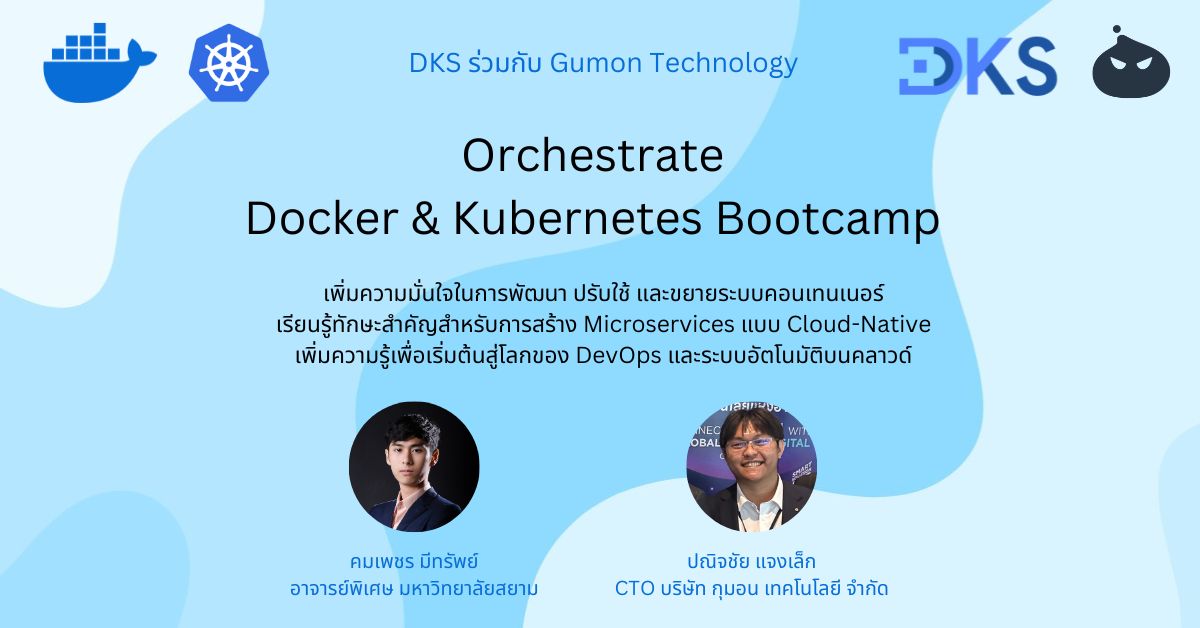 DKS ร่วมกับ Gumon Technology
DKS
Orchestrate
Docker & Kubernetes Bootcamp
เพิ่มความมั่นใจในการพัฒนา ปรับใช้ และขยายระบบคอนเทนเนอร์
เรียนรู้ทักษะสำคัญสำหรับการสร้าง Microservices แบบ Cloud-Native
เพิ่มความรู้เพื่อเริ่มต้นสู่โลกของ DevOps และระบบอัตโนมัติบนคลาวด์
WIT
OBAL
GITAL
SMART
คมเพชร มีทรัพย์
อาจารย์พิเศษ มหาวิทยาลัยสยาม
ปณิจชัย แจงเล็ก
CTO บริษัท กุมอน เทคโนโลยี จำกัด